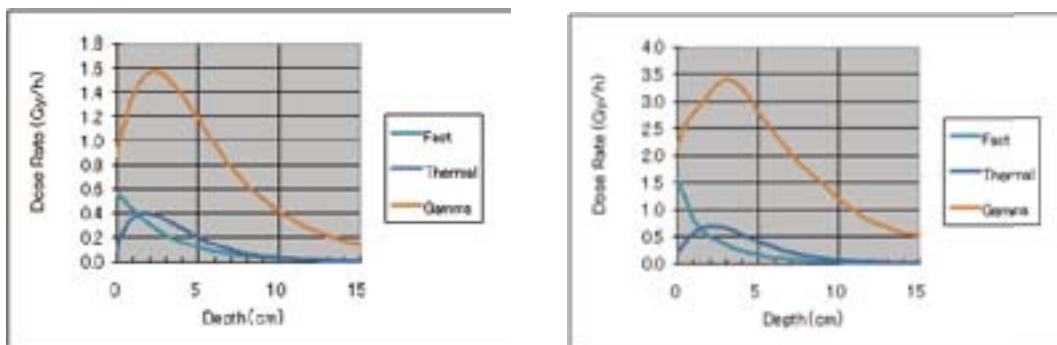 Dose Rate (Gy/h)
1.8
1.6
1.4
1.2
1.0
0.8
0.6
0.4
0.2
0.0
0 5 10 15
Depth(cm)
Fast
Thermal
Gamma
Dose Rate (Gy/h)
4.0
3.5
3.0
2.5
2.0
1.5
1.0
0.5
0.0
0 5 10 15
Depth(cm)
Fast
Thermal
Gamma